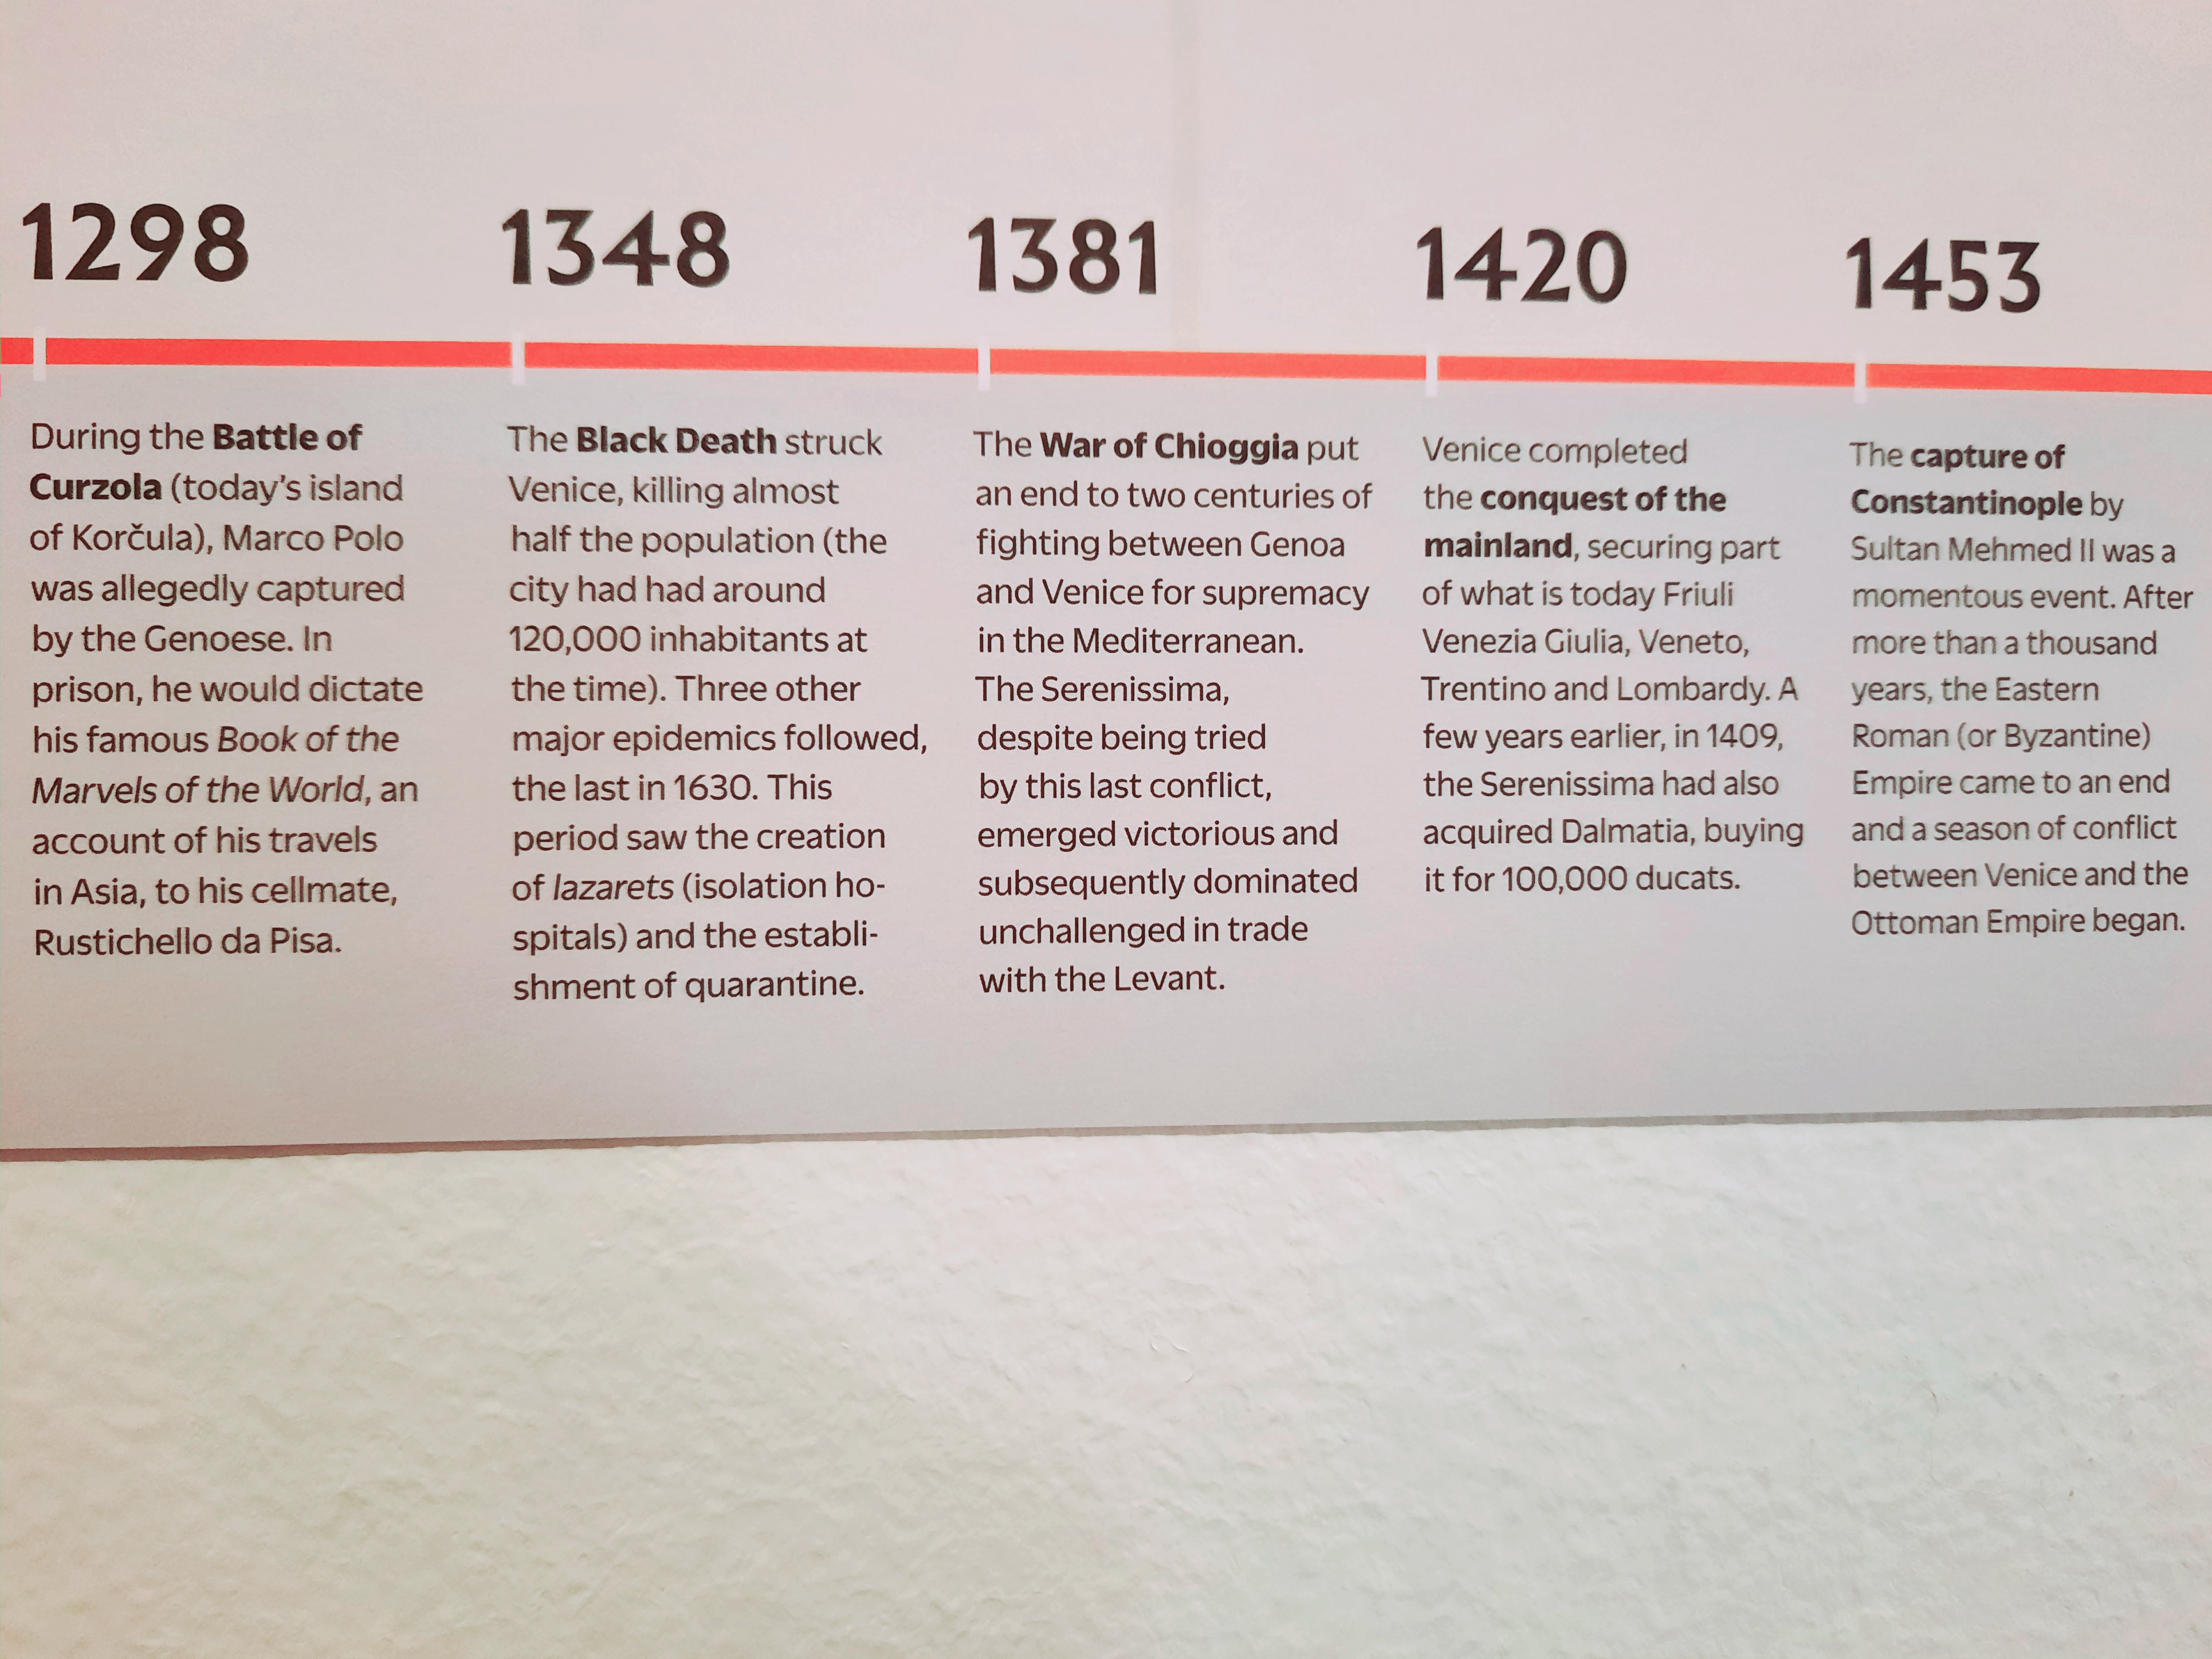 1298
During the Battle of
Curzola (today's island
of Korčula), Marco Polo
was allegedly captured
by the Genoese. In
prison, he would dictate
his famous Book of the
Marvels of the World, an
account of his travels
in Asia, to his cellmate,
Rustichello da Pisa.
1348
The Black Death struck
Venice, killing almost
half the population (the
city had had around
120,000 inhabitants at
the time). Three other
major epidemics followed,
the last in 1630. This
period saw the creation
of lazarets (isolation ho-
spitals) and the establi-
shment of quarantine.
1381
The War of Chioggia put
an end to two centuries of
fighting between Genoa
and Venice for supremacy
in the Mediterranean.
The Serenissima,
despite being tried
by this last conflict,
emerged victorious and
subsequently dominated
unchallenged in trade
with the Levant.
1420
Venice completed
the conquest of the
mainland, securing part
of what is today Friuli
Venezia Giulia, Veneto,
Trentino and Lombardy. A
few years earlier, in 1409,
the Serenissima had also
acquired Dalmatia, buying
it for 100,000 ducats.
1453
The capture of
Constantinople by
Sultan Mehmed II was a
momentous event. After
more than a thousand
years, the Eastern
Roman (or Byzantine)
Empire came to an end
and a season of conflict
between Venice and the
Ottoman Empire began.